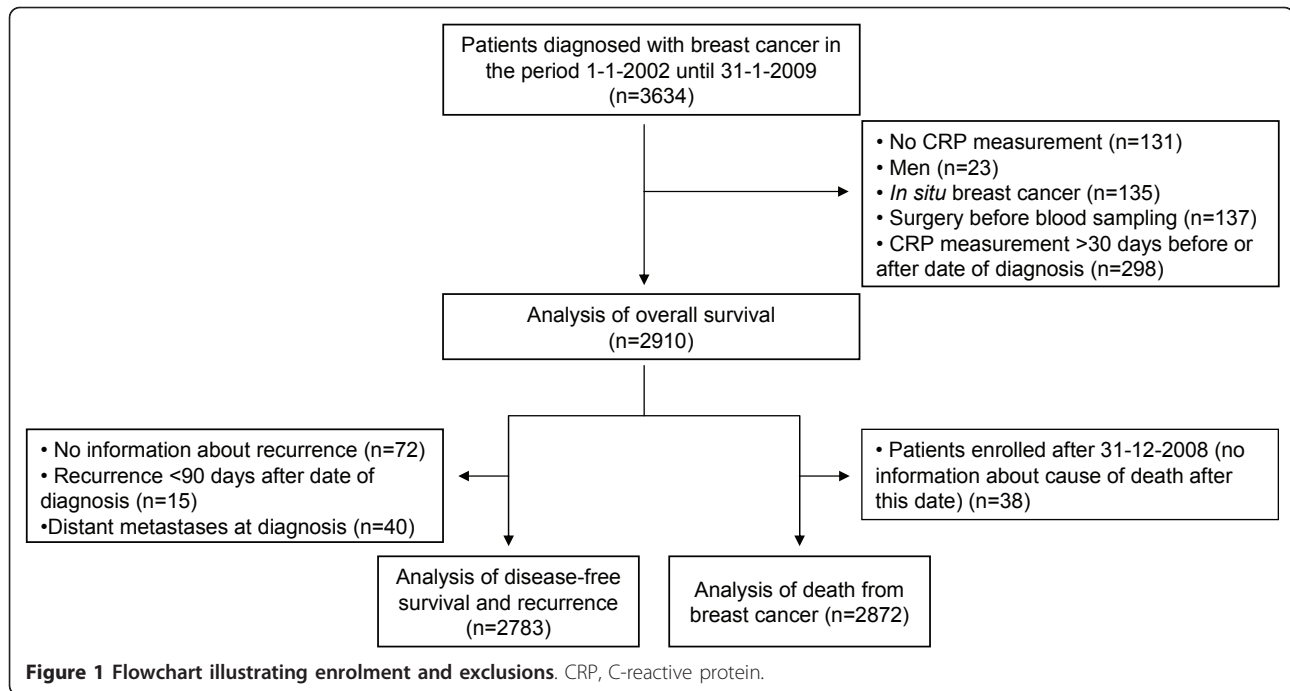 Patients diagnosed with breast cancer in
the period 1-1-2002 until 31-1-2009
(n=3634)
• No CRP measurement (n=131)
• Men (n=23)
• In situ breast cancer (n=135)
• Surgery before blood sampling (n=137)
• CRP measurement >30 days before or
after date of diagnosis (n=298)
Analysis of overall survival
(n=2910)
• No information about recurrence (n=72)
• Recurrence <90 days after date of
diagnosis (n=15)
•Distant metastases at diagnosis (n=40)
• Patients enrolled after 31-12-2008 (no
information about cause of death after
this date) (n=38)
Analysis of disease-free
survival and recurrence
(n=2783)
Analysis of death from
breast cancer (n=2872)
Figure 1 Flowchart illustrating enrolment and exclusions. CRP, C-reactive protein.